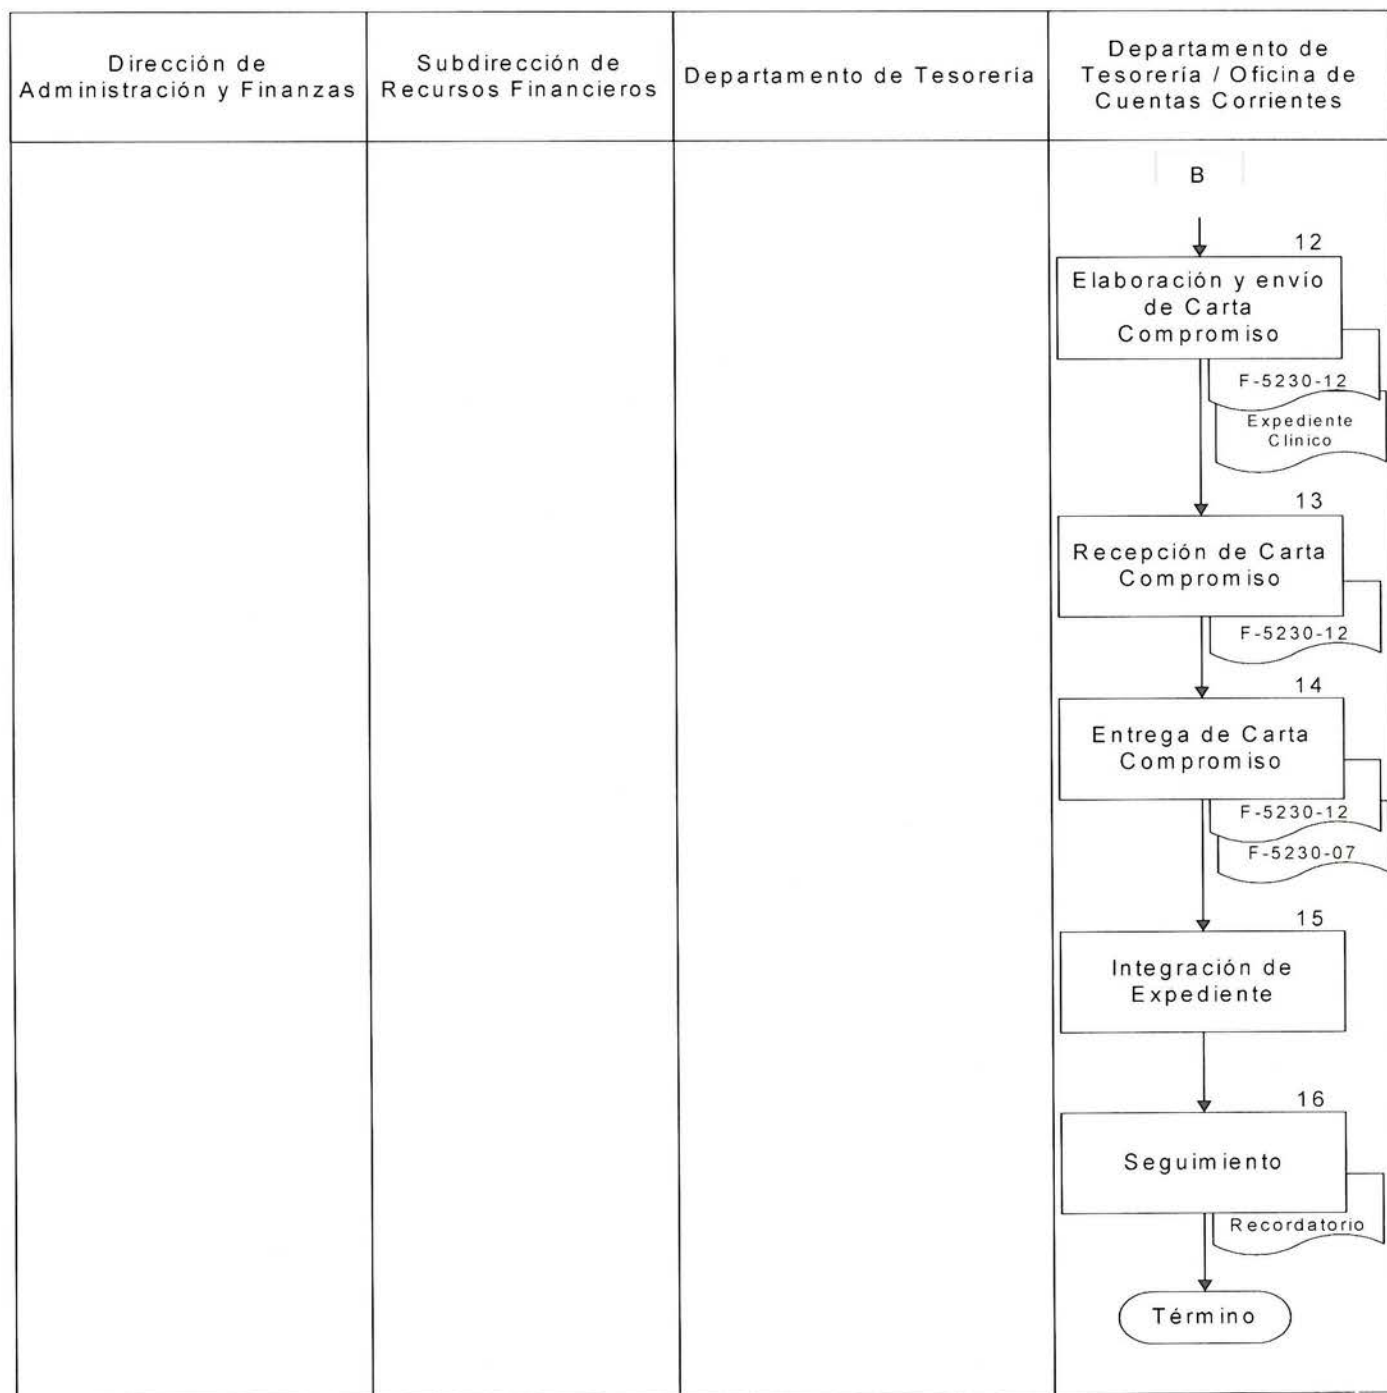 Dirección de
Administración y Finanzas
Subdirección de
Recursos Financieros
Departamento de Tesorería
Departamento de
Tesorería / Oficina de
Cuentas Corrientes
B
12
Elaboración y envío
de Carta
Compromiso
F-5230-12
Expediente
Clinico
13
Recepción de Carta
Compromiso
F-5230-12
14
Entrega de Carta
Compromiso
F-5230-12
F-5230-07
15
Integración de
Expediente
16
Seguimiento
Recordatorio
Término